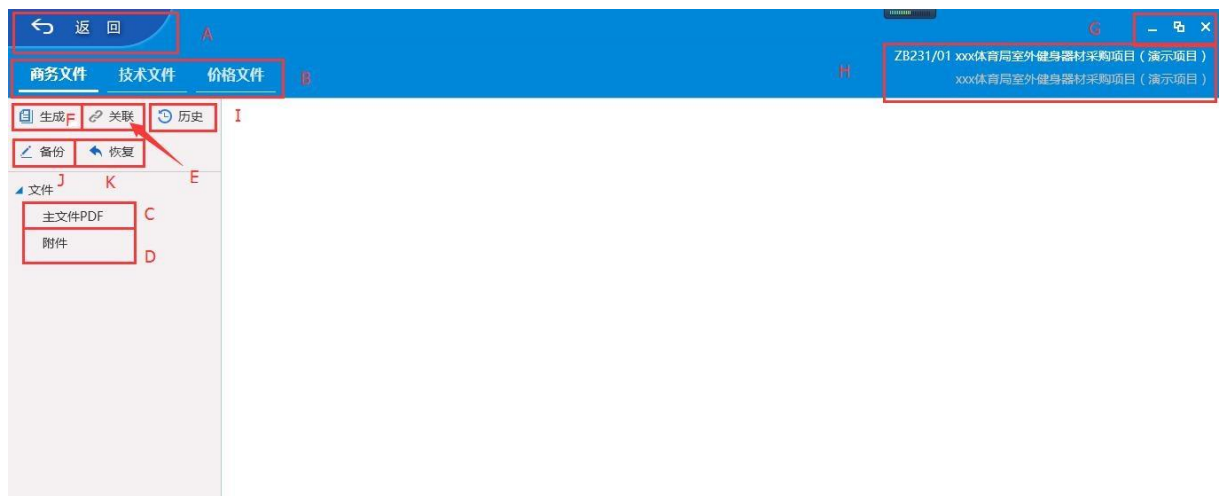 返 回
A
G
ZB231/01 xxx体育局室外健身器材采购项目（演示项目）
H
xxx体育局室外健身器材采购项目（演示项目）
商务文件 技术文件 价格文件
B
生成 F 关联 历史 I
备份 恢复
J K E
文件
主文件PDF C
附件
D